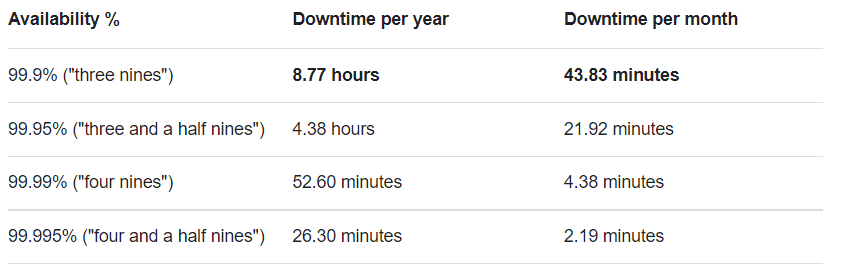 Availability % Downtime per year Downtime per month
99.9% ("three nines") 8.77 hours 43.83 minutes
99.95% ("three and a half nines") 4.38 hours 21.92 minutes
99.99% ("four nines") 52.60 minutes 4.38 minutes
99.995% ("four and a half nines") 26.30 minutes 2.19 minutes